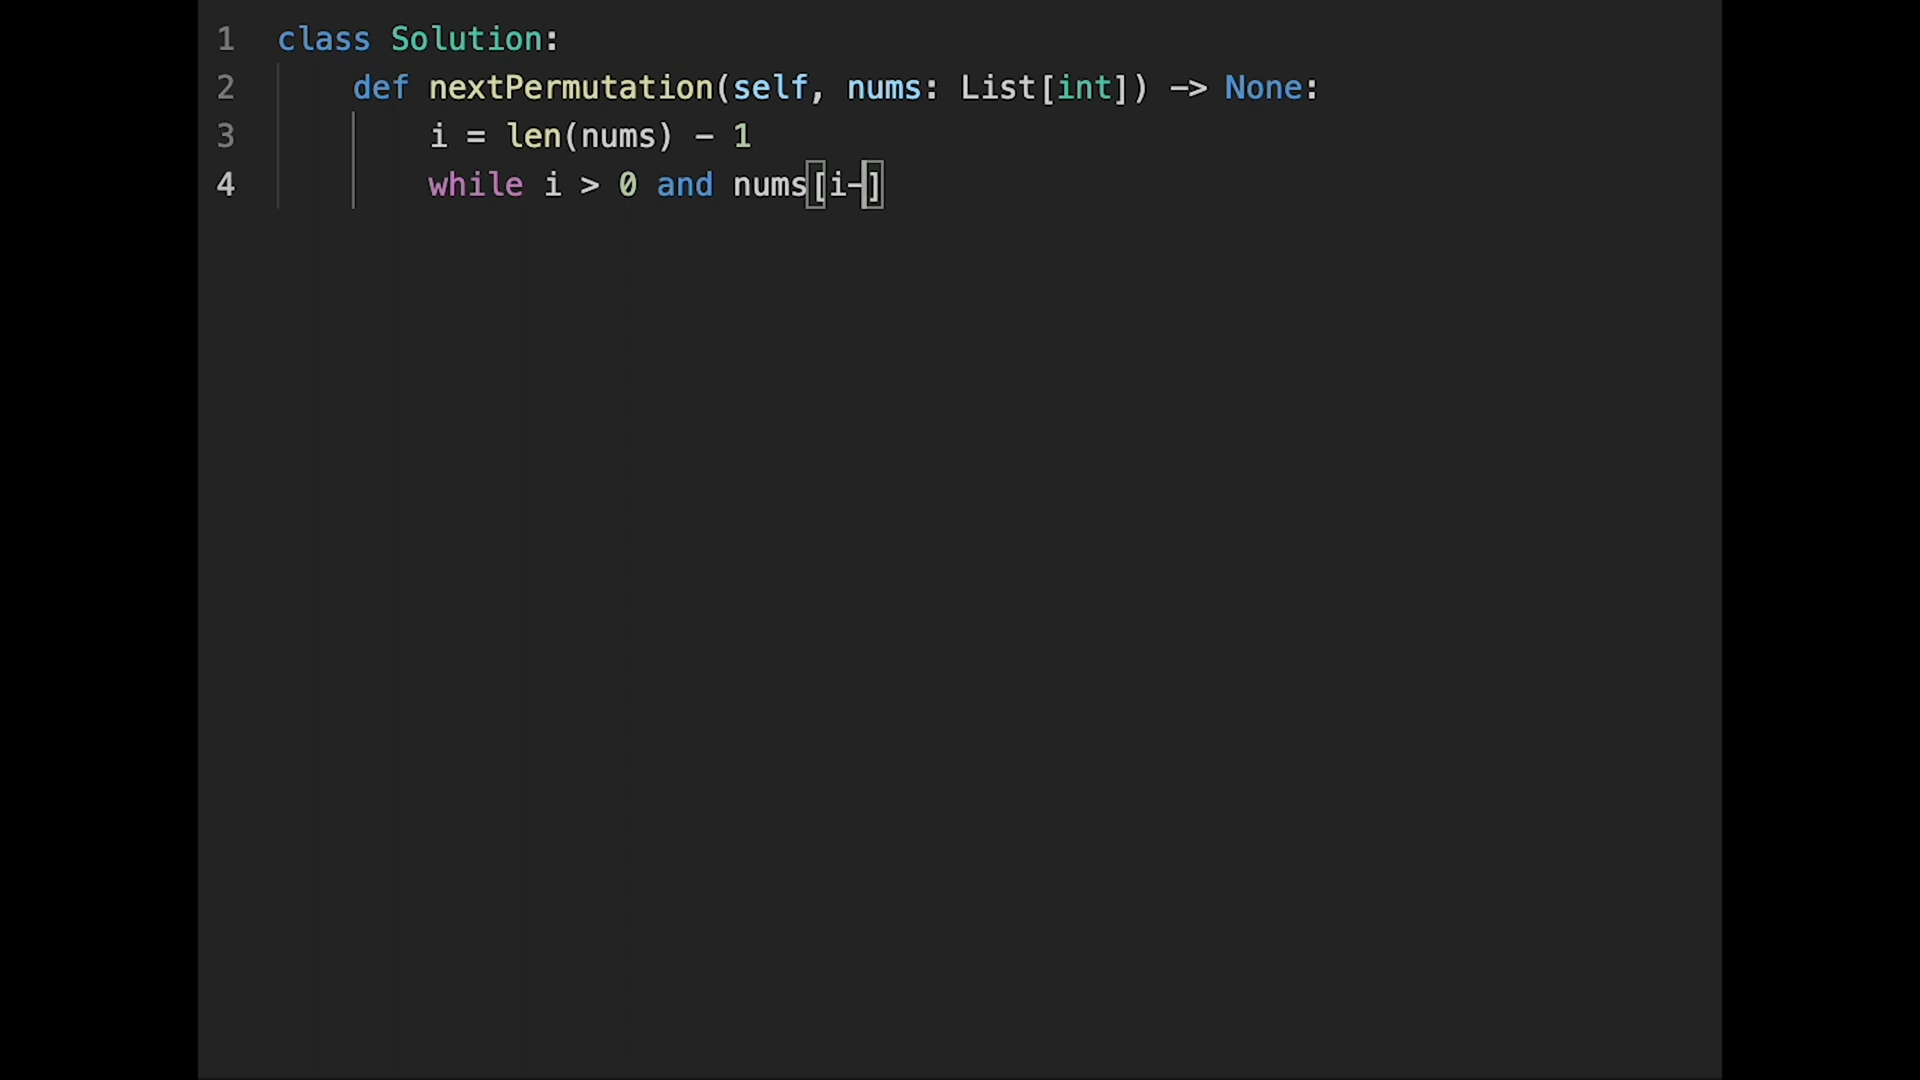 1 class Solution:
2 def nextPermutation(self, nums: List[int]) -> None:
3 i = len(nums) - 1
4 while i > 0 and nums[i-]